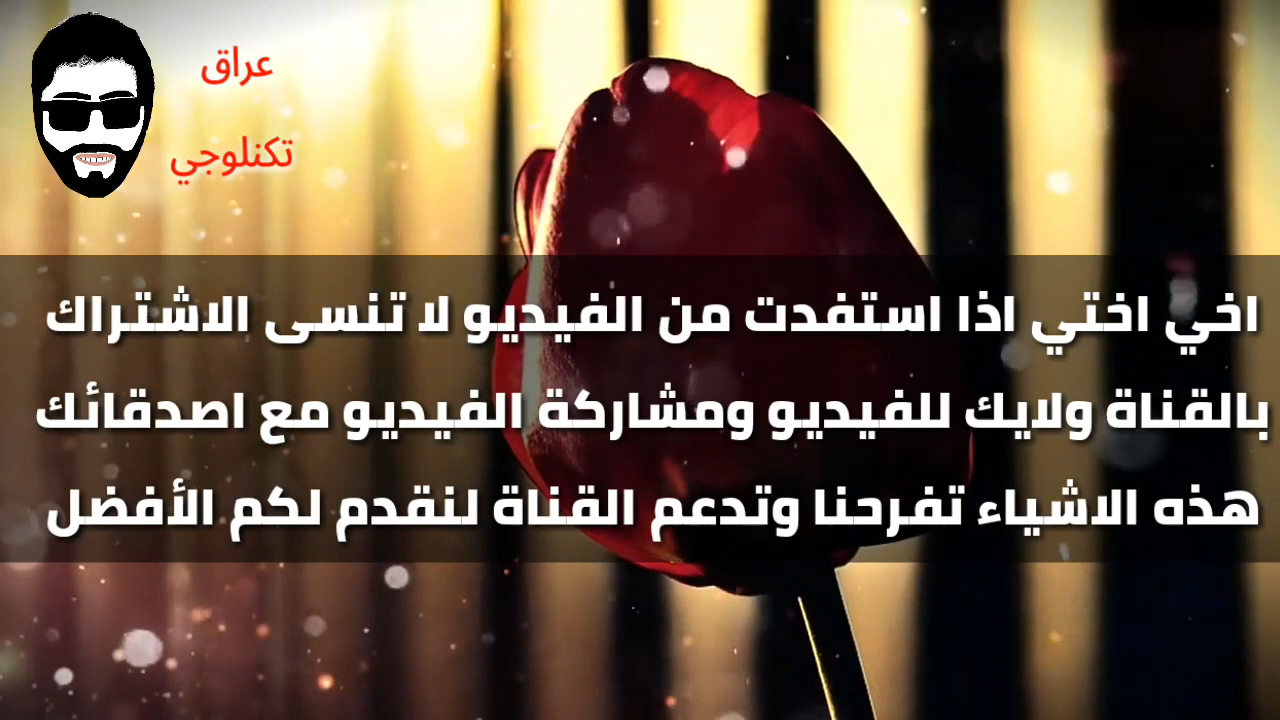 عراق
تكنلوجي
اخي اختي اذا استفدت من الفيديو لا تنسى الاشتراك
بالقناة ولايك للفيديو ومشاركة الفيديو مع اصدقائك
هذه الاشياء تفرحنا وتدعم القناة لنقدم لكم الأفضل